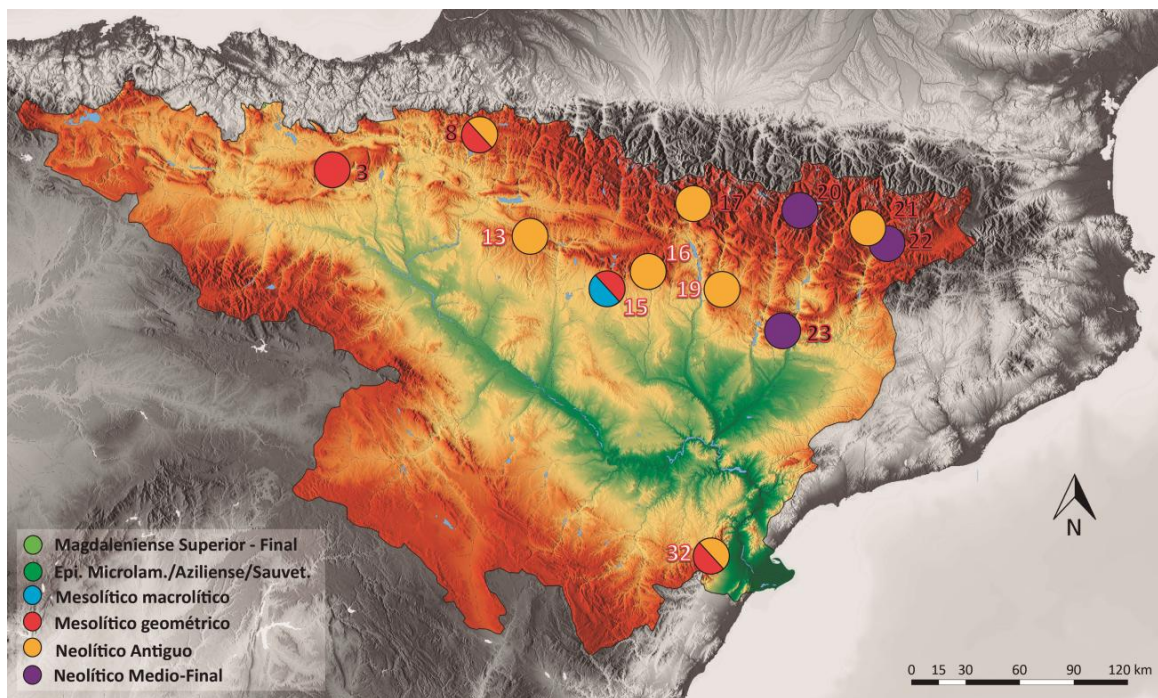 8
3
20
17
21
13
22
16
19
15
23
32
N
Magdaleniense Superior - Final
Epi. Microlam./Aziliense/Sauvet.
Mesolítico macrolítico
Mesolítico geométrico
Neolítico Antiguo
Neolítico Medio-Final
0 15 30 60 90 120 km